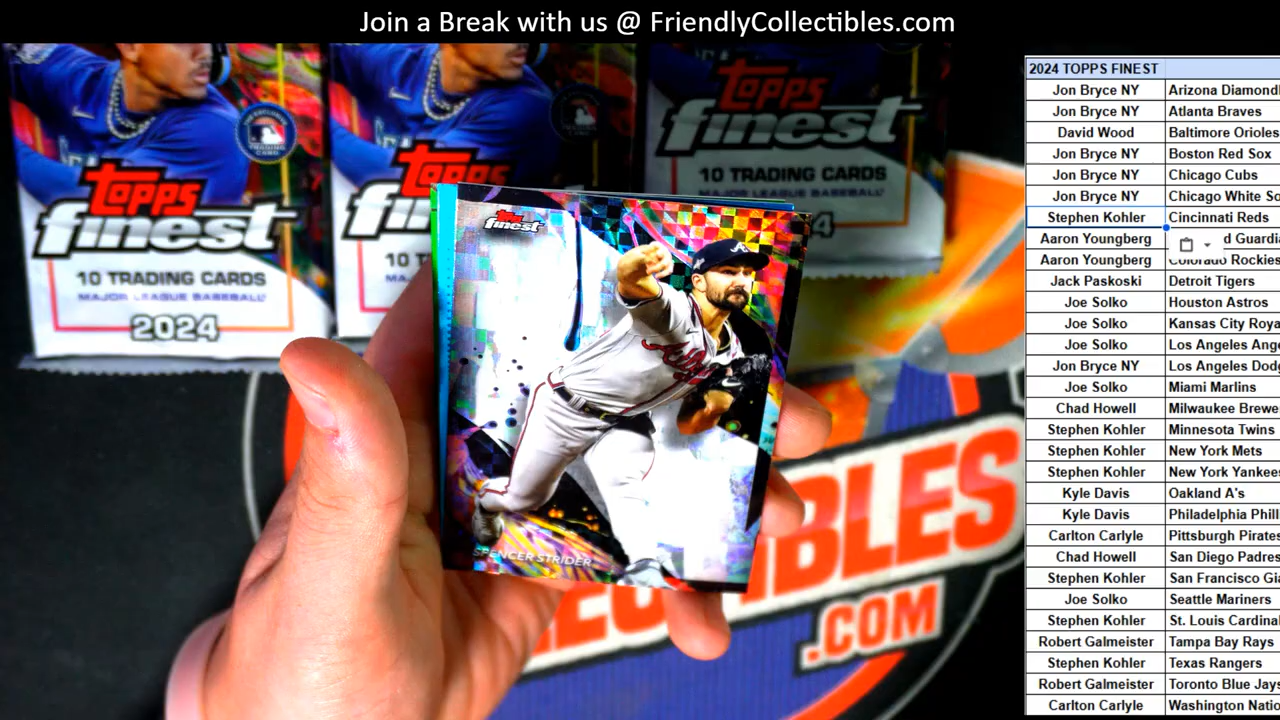 Join a Break with us @ FriendlyCollectibles.com
topps
finest
10 TRADING CARDS
MAJOR LEAGUE BASEBALL
2024
topps
fin
10 T
topps
finest
10 TRADING CARDS
MAJOR LEAGUE BASEBALL
24
finest
SPENCER STRIDER
.COM
2024 TOPPS FINEST
Jon Bryce NY Arizona Diamond
Jon Bryce NY Atlanta Braves
David Wood Baltimore Orioles
Jon Bryce NY Boston Red Sox
Jon Bryce NY Chicago Cubs
Jon Bryce NY Chicago White So
Stephen Kohler Cincinnati Reds
Aaron Youngberg d Guardia
Aaron Youngberg Colorado Rockies
Jack Paskoski Detroit Tigers
Joe Solko Houston Astros
Joe Solko Kansas City Roya
Joe Solko Los Angeles Ang
Jon Bryce NY Los Angeles Dodg
Joe Solko Miami Marlins
Chad Howell Milwaukee Brewe
Stephen Kohler Minnesota Twins
Stephen Kohler New York Mets
Stephen Kohler New York Yankees
Kyle Davis Oakland A's
Kyle Davis Philadelphia Phill
Carlton Carlyle Pittsburgh Pirates
Chad Howell San Diego Padres
Stephen Kohler San Francisco Gia
Joe Solko Seattle Mariners
Stephen Kohler St. Louis Cardinal
Robert Galmeister Tampa Bay Rays
Stephen Kohler Texas Rangers
Robert Galmeister Toronto Blue Jays
Carlton Carlyle Washington Natio